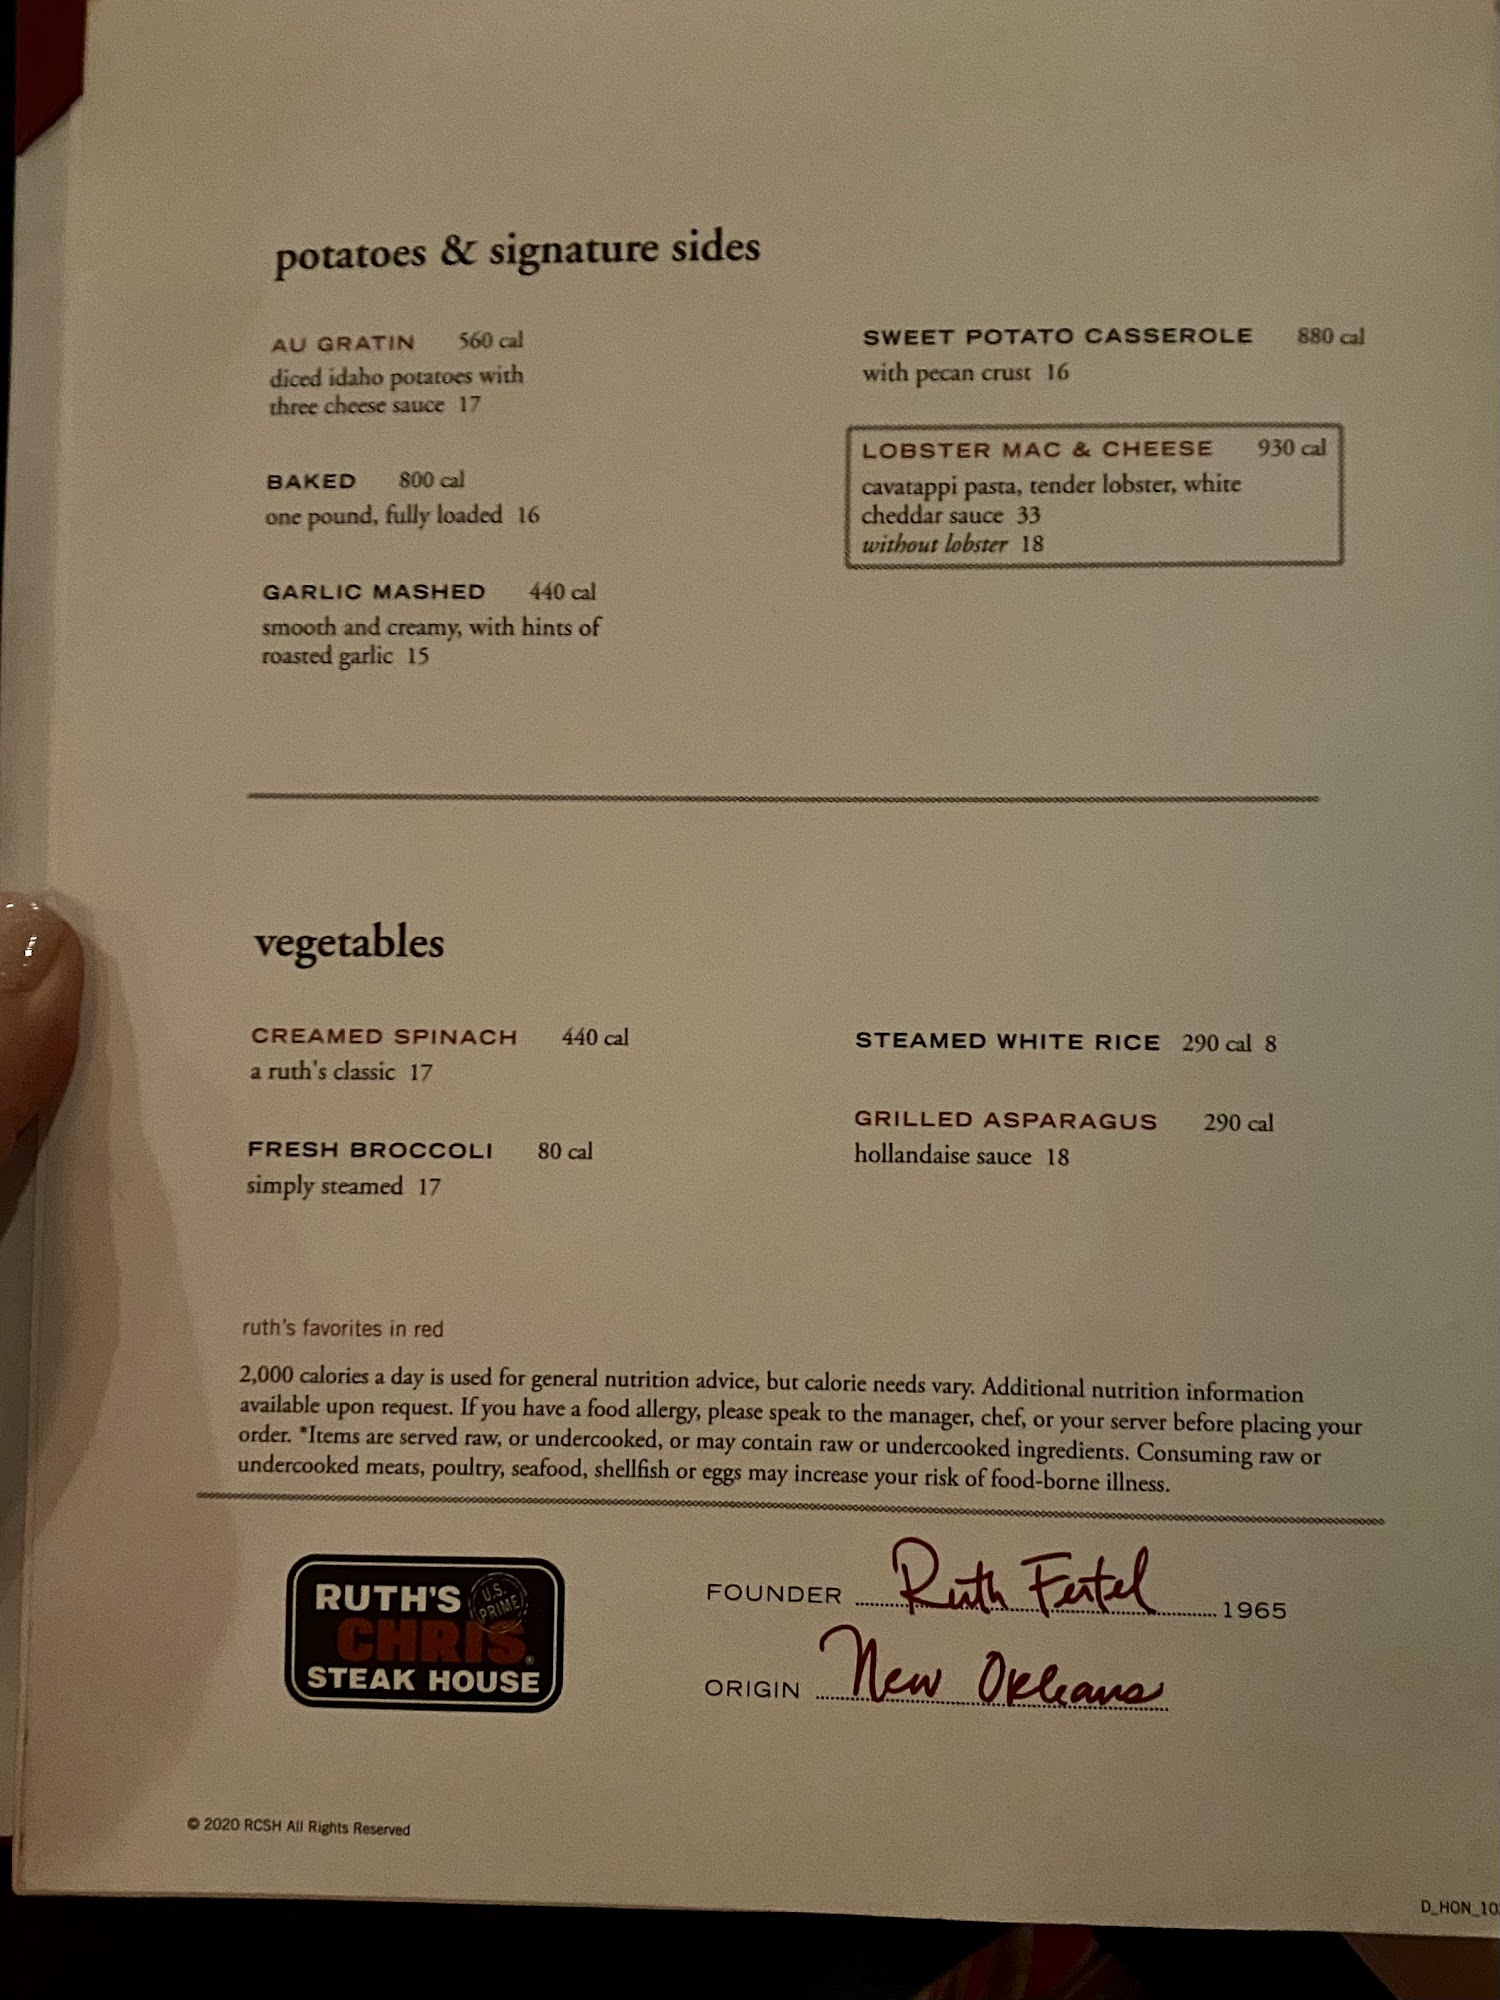 potatoes & signature sides
AU GRATIN 560 cal
diced idaho potatoes with
three cheese sauce 17
BAKED 800 cal
one pound, fully loaded 16
GARLIC MASHED 440 cal
smooth and creamy, with hints of
roasted garlic 15
SWEET POTATO CASSEROLE 880 cal
with pecan crust 16
LOBSTER MAC & CHEESE 930 cal
cavatappi pasta, tender lobster, white
cheddar sauce 33
without lobster 18
vegetables
CREAMED SPINACH 440 cal
a ruth's classic 17
FRESH BROCCOLI 80 cal
simply steamed 17
STEAMED WHITE RICE 290 cal 8
GRILLED ASPARAGUS 290 cal
hollandaise sauce 18
ruth's favorites in red
2,000 calories a day is used for general nutrition advice, but calorie needs vary. Additional nutrition information
available upon request. If you have a food allergy, please speak to the manager, chef, or your server before placing your
order. *Items are served raw, or undercooked, or may contain raw or undercooked ingredients. Consuming raw or
undercooked meats, poultry, seafood, shellfish or eggs may increase your risk of food-borne illness.
RUTH'S
U.S. PRIME
CHRIS®
STEAK HOUSE
FOUNDER Ruth Fertel 1965
ORIGIN New Orleans
© 2020 RCSH All Rights Reserved
D_HON_10